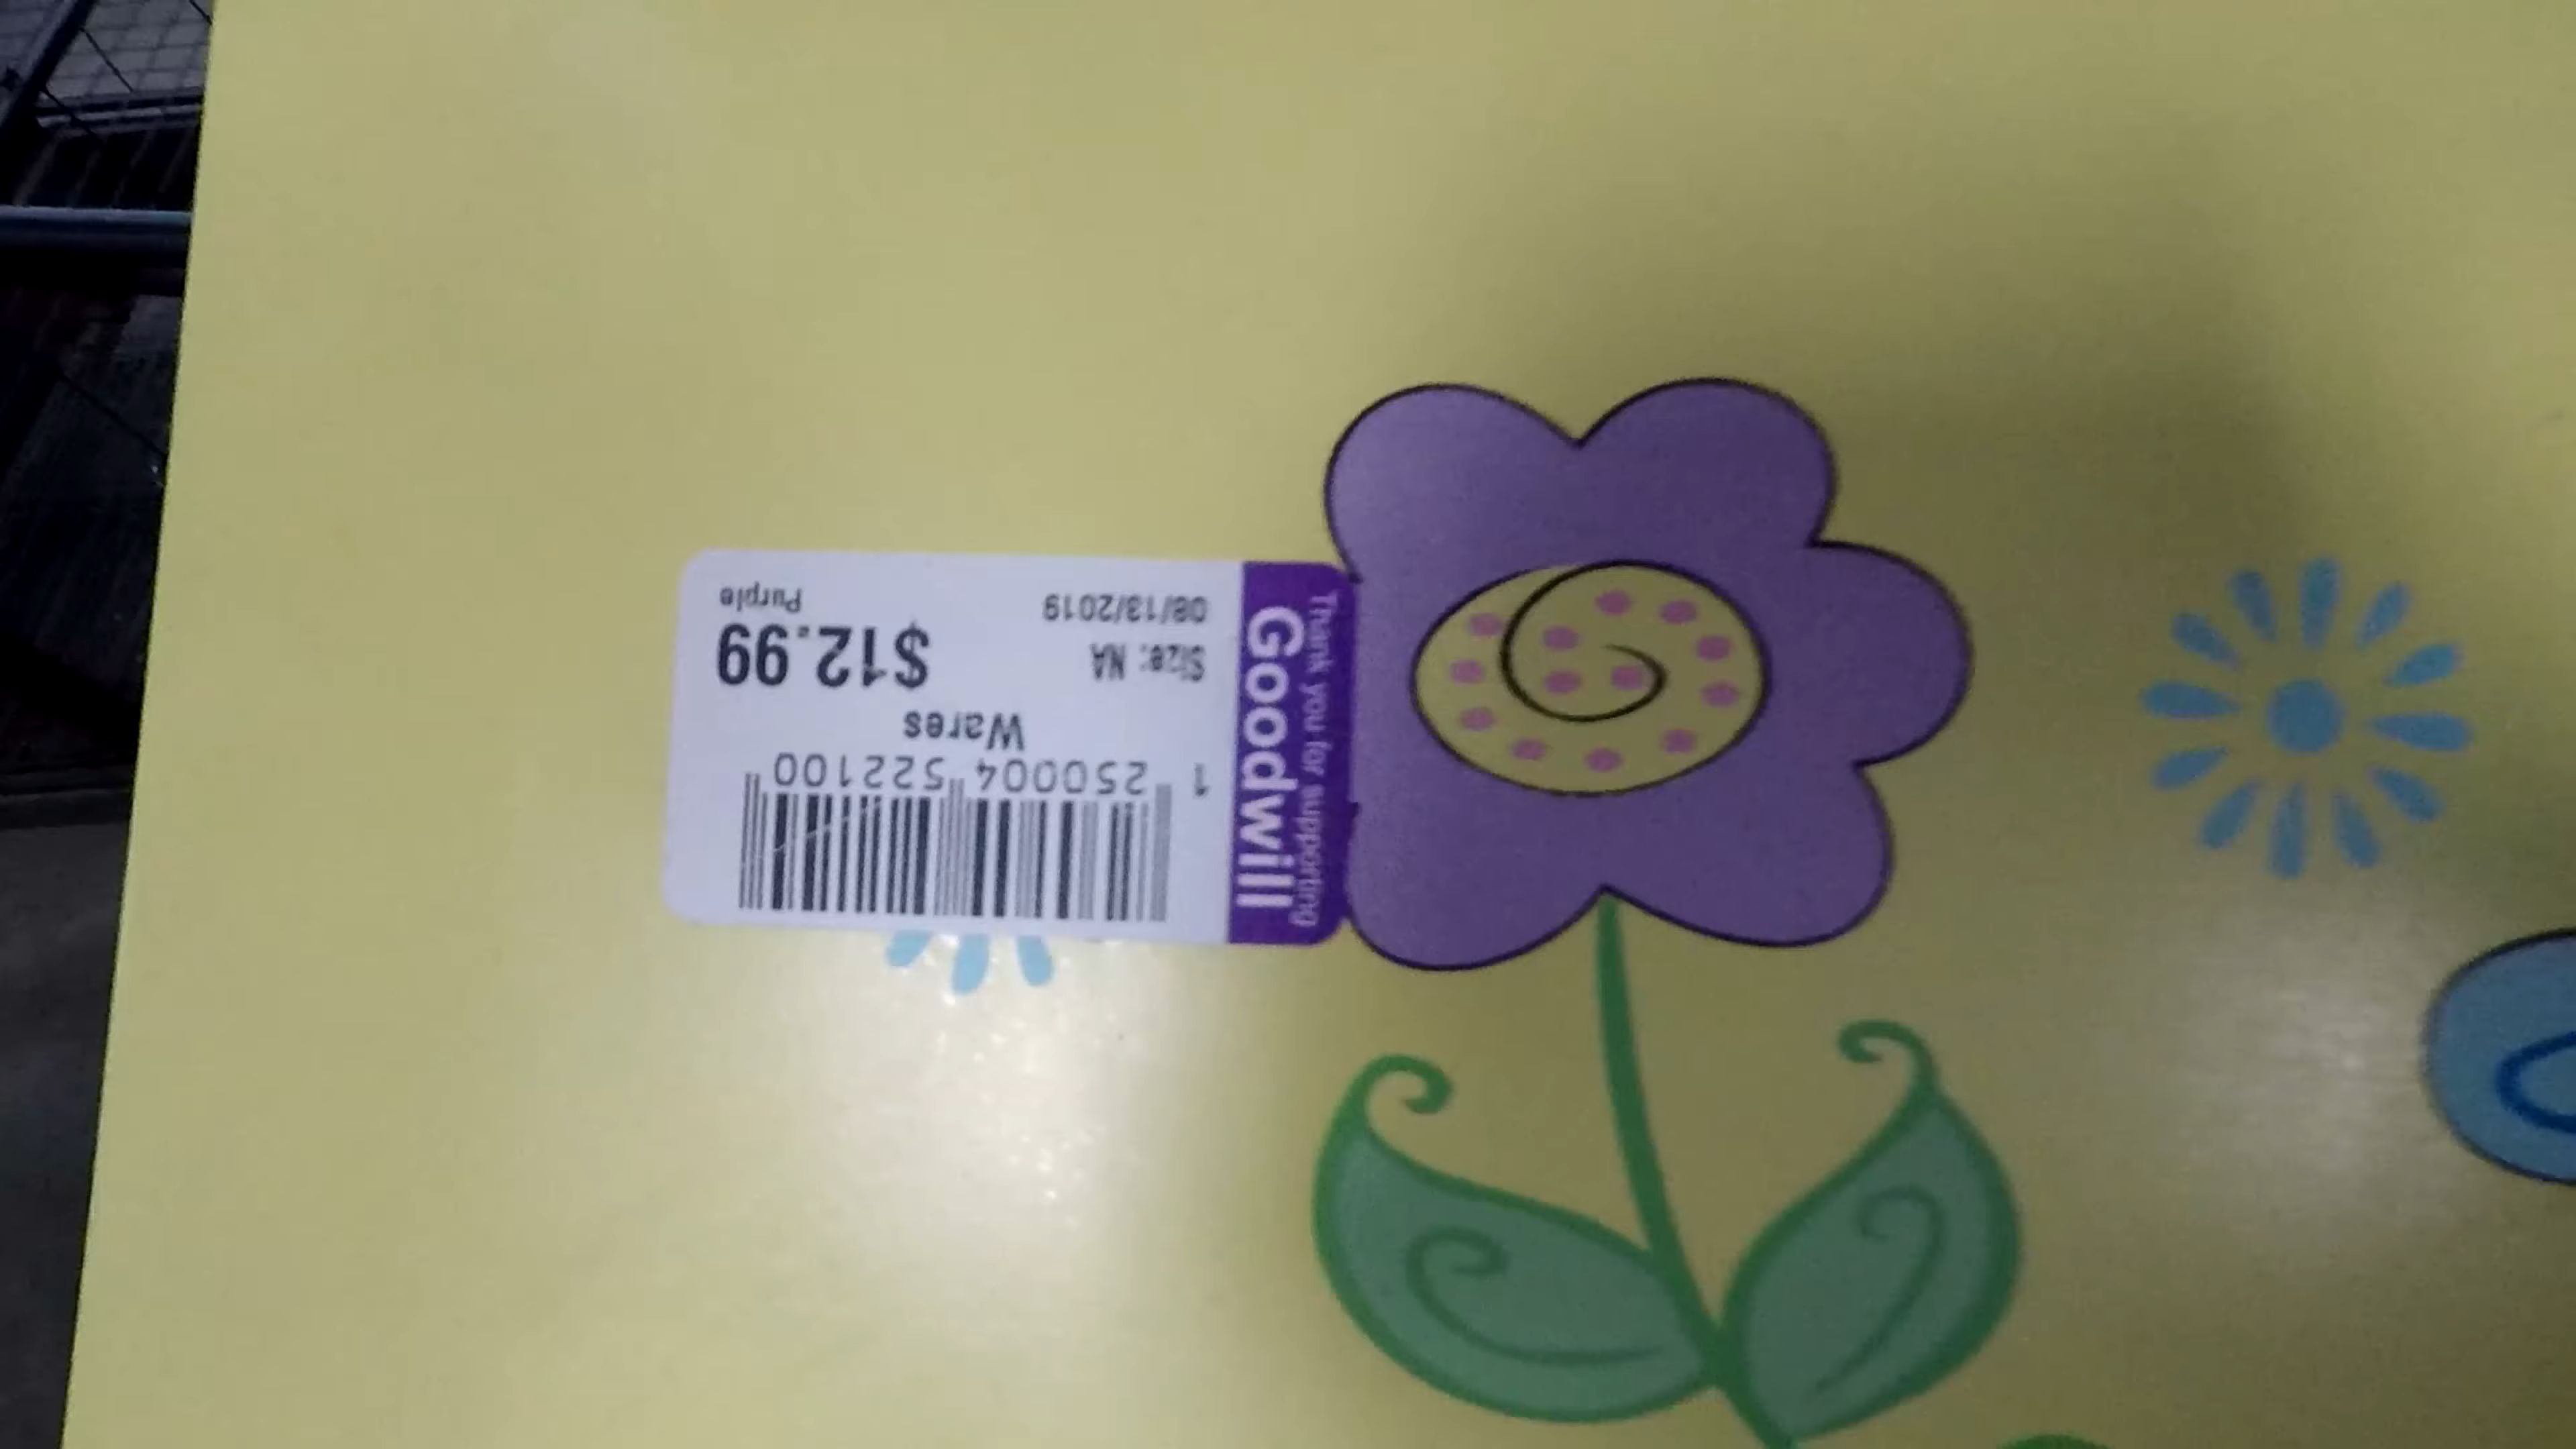 Thank you for supporting
Goodwill
1 250004 522100
Wares
Size: NA $12.99
08/13/2019 Purple